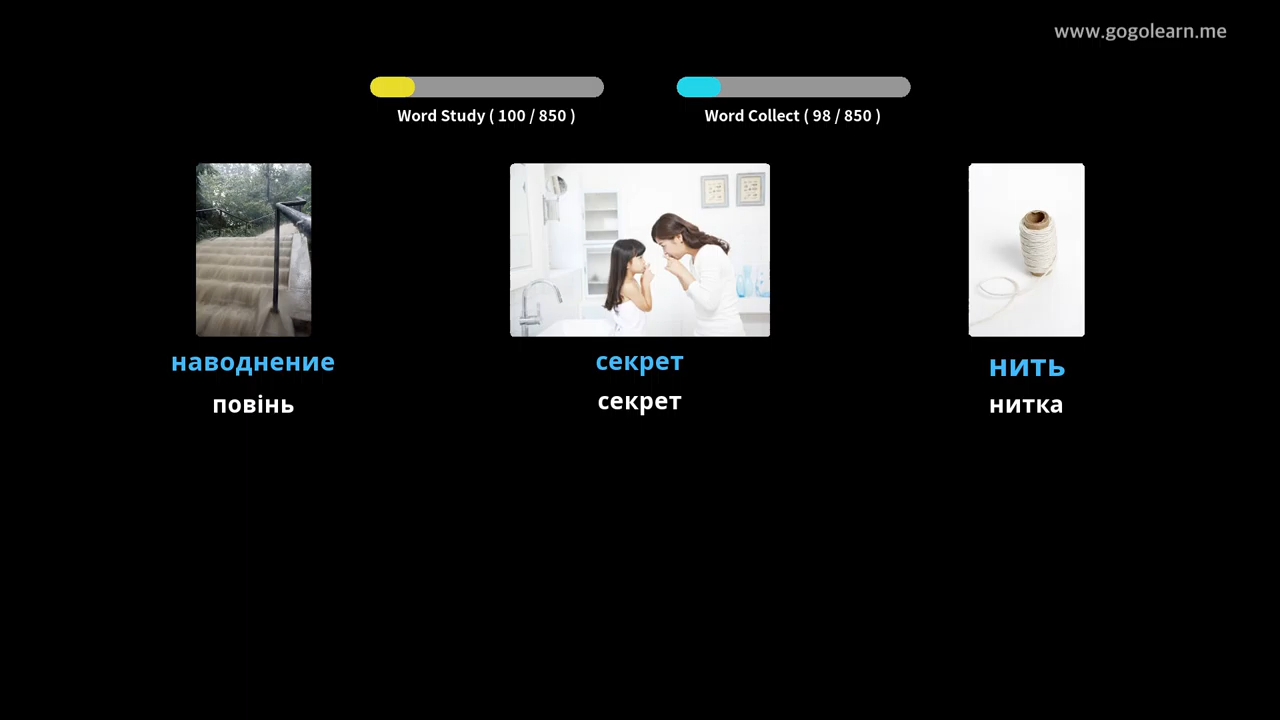 www.gogolearn.me
Word Study ( 100 / 850 )
Word Collect ( 98 / 850 )
наводнение
повінь
секрет
секрет
нить
нитка